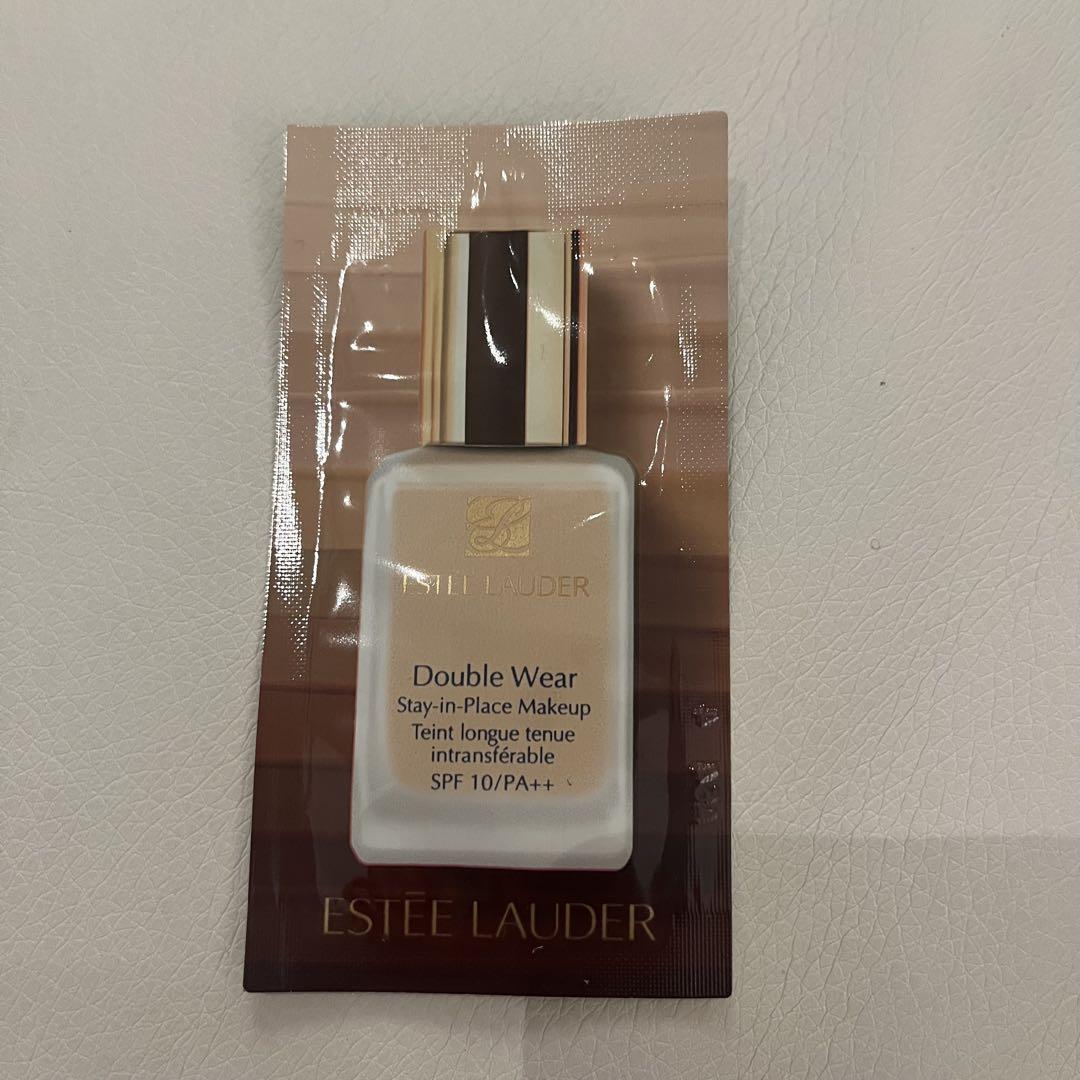 ESTĒE LAUDER
Double Wear
Stay-in-Place Makeup
Teint longue tenue
intransférable
SPF 10/PA++
ESTĒE LAUDER